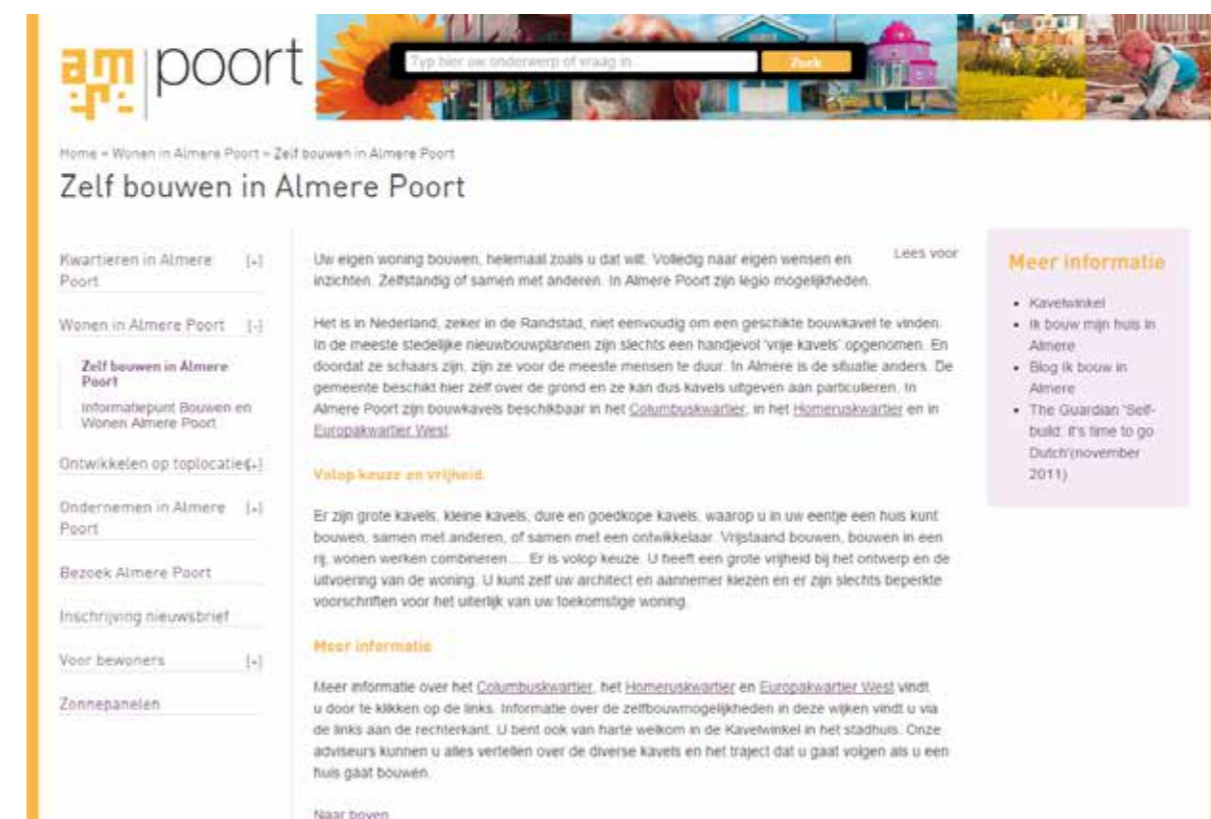 almere poort
Typ hier uw onderwerp of vraag in
Zoek
Home » Wonen in Almere Poort » Zelf bouwen in Almere Poort
Zelf bouwen in Almere Poort
Kwartieren in Almere [+]
Poort
Wonen in Almere Poort [-]
Zelf bouwen in Almere
Poort
Informatiepunt Bouwen en
Wonen Almere Poort
Ontwikkelen op toplocaties[+]
Ondernemen in Almere [+]
Poort
Bezoek Almere Poort
Inschrijving nieuwsbrief
Voor bewoners [+]
Zonnepanelen
Lees voor
Uw eigen woning bouwen, helemaal zoals u dat wilt. Volledig naar eigen wensen en
inzichten. Zelfstandig of samen met anderen. In Almere Poort zijn legio mogelijkheden.
Het is in Nederland, zeker in de Randstad, niet eenvoudig om een geschikte bouwkavel te vinden.
In de meeste stedelijke nieuwbouwplannen zijn slechts een handjevol 'vrije kavels' opgenomen. En
doordat ze schaars zijn, zijn ze voor de meeste mensen te duur. In Almere is de situatie anders. De
gemeente beschikt hier zelf over de grond en ze kan dus kavels uitgeven aan particulieren. In
Almere Poort zijn bouwkavels beschikbaar in het Columbuskwartier, in het Homeruskwartier en in
Europakwartier West.
Volop keuze en vrijheid
Er zijn grote kavels, kleine kavels, dure en goedkope kavels, waarop u in uw eentje een huis kunt
bouwen, samen met anderen, of samen met een ontwikkelaar. Vrijstaand bouwen, bouwen in een
rij, wonen werken combineren.... Er is volop keuze. U heeft een grote vrijheid bij het ontwerp en de
uitvoering van de woning. U kunt zelf uw architect en aannemer kiezen en er zijn slechts beperkte
voorschriften voor het uiterlijk van uw toekomstige woning.
Meer informatie
Meer informatie over het Columbuskwartier, het Homeruskwartier en Europakwartier West vindt
u door te klikken op de links. Informatie over de zelfbouwmogelijkheden in deze wijken vindt u via
de links aan de rechterkant. U bent ook van harte welkom in de Kavelwinkel in het stadhuis. Onze
adviseurs kunnen u alles vertellen over de diverse kavels en het traject dat u gaat volgen als u een
huis gaat bouwen.
Naar boven
Meer informatie
• Kavelwinkel
• Ik bouw mijn huis in
Almere
• Blog Ik bouw in
Almere
• The Guardian 'Self-
build: it's time to go
Dutch'(november
2011)